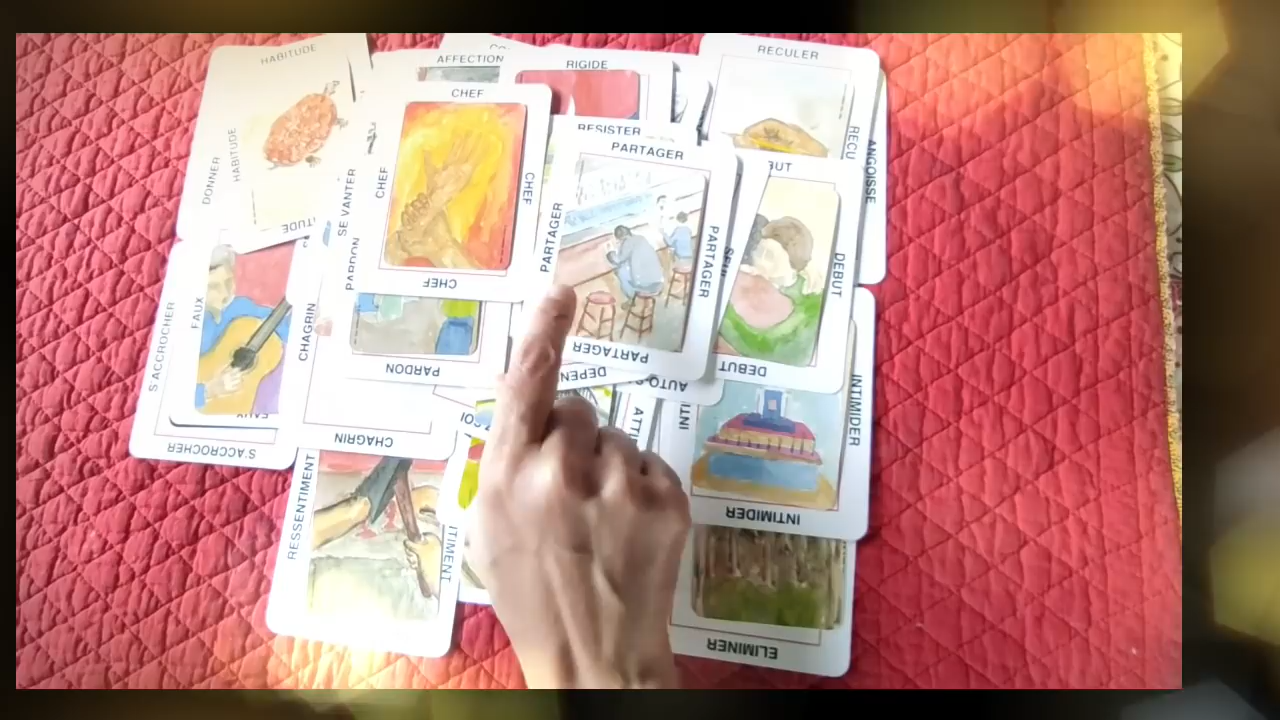 HABITUDE
HABITUDE
DONNER
AFFECTION
RIGIDE
RECULER
ANGOISSE
CHEF
CHEF
CHEF
CHEF
SE VANTER
PARDON
PARDON
RESISTER
PARTAGER
PARTAGER
PARTAGER
PARTAGER
DEBUT
DEBUT
S'ACCROCHER
S'ACCROCHER
FAUX
FAUX
CHAGRIN
CHAGRIN
INTIMIDER
INTIMIDER
RESSENTIMENT
ELIMINER